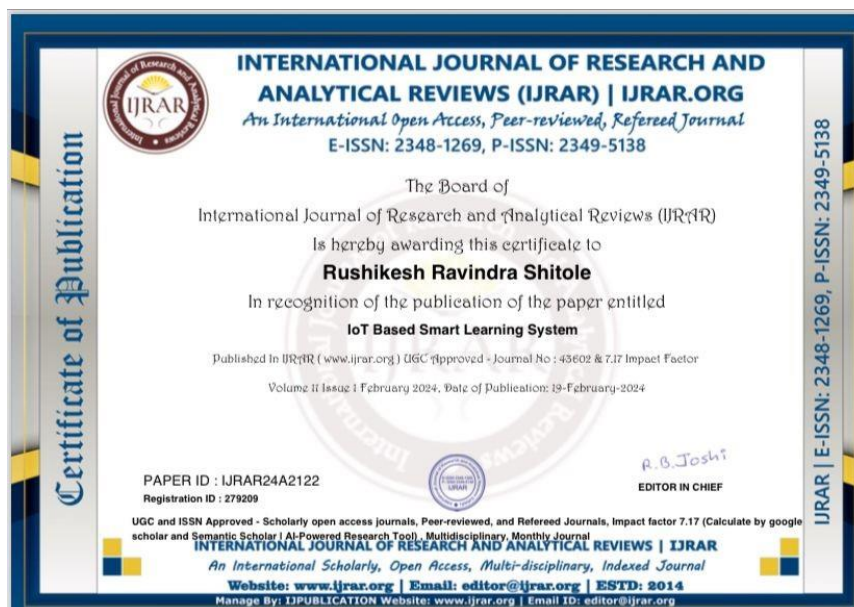 INTERNATIONAL JOURNAL OF RESEARCH AND
ANALYTICAL REVIEWS (IJRAR) | IJRAR.ORG
An International Open Access, Peer-reviewed, Refereed Journal
E-ISSN: 2348-1269, P-ISSN: 2349-5138
International Journal of Research and Analytical Reviews
IJRAR
Certificate of Publication
The Board of
International Journal of Research and Analytical Reviews (IJRAR)
Is hereby awarding this certificate to
Rushikesh Ravindra Shitole
In recognition of the publication of the paper entitled
IoT Based Smart Learning System
Published In IJRAR ( www.ijrar.org ) UGC Approved - Journal No : 43602 & 7.17 Impact Factor
Volume 11 Issue 1 February 2024, Date of Publication: 19-February-2024
R.B.Joshi
PAPER ID : IJRAR24A2122
Registration ID : 279209
IJRAR
EDITOR IN CHIEF
UGC and ISSN Approved - Scholarly open access journals, Peer-reviewed, and Refereed Journals, Impact factor 7.17 (Calculate by google
scholar and Semantic Scholar | AI-Powered Research Tool) , Multidisciplinary, Monthly Journal
INTERNATIONAL JOURNAL OF RESEARCH AND ANALYTICAL REVIEWS | IJRAR
An International Scholarly, Open Access, Multi-disciplinary, Indexed Journal
Website: www.ijrar.org | Email: editor@ijrar.org | ESTD: 2014
Manage By: IJPUBLICATION Website: www.ijrar.org | Email ID: editor@ijrar.org
IJRAR | E-ISSN: 2348-1269, P-ISSN: 2349-5138